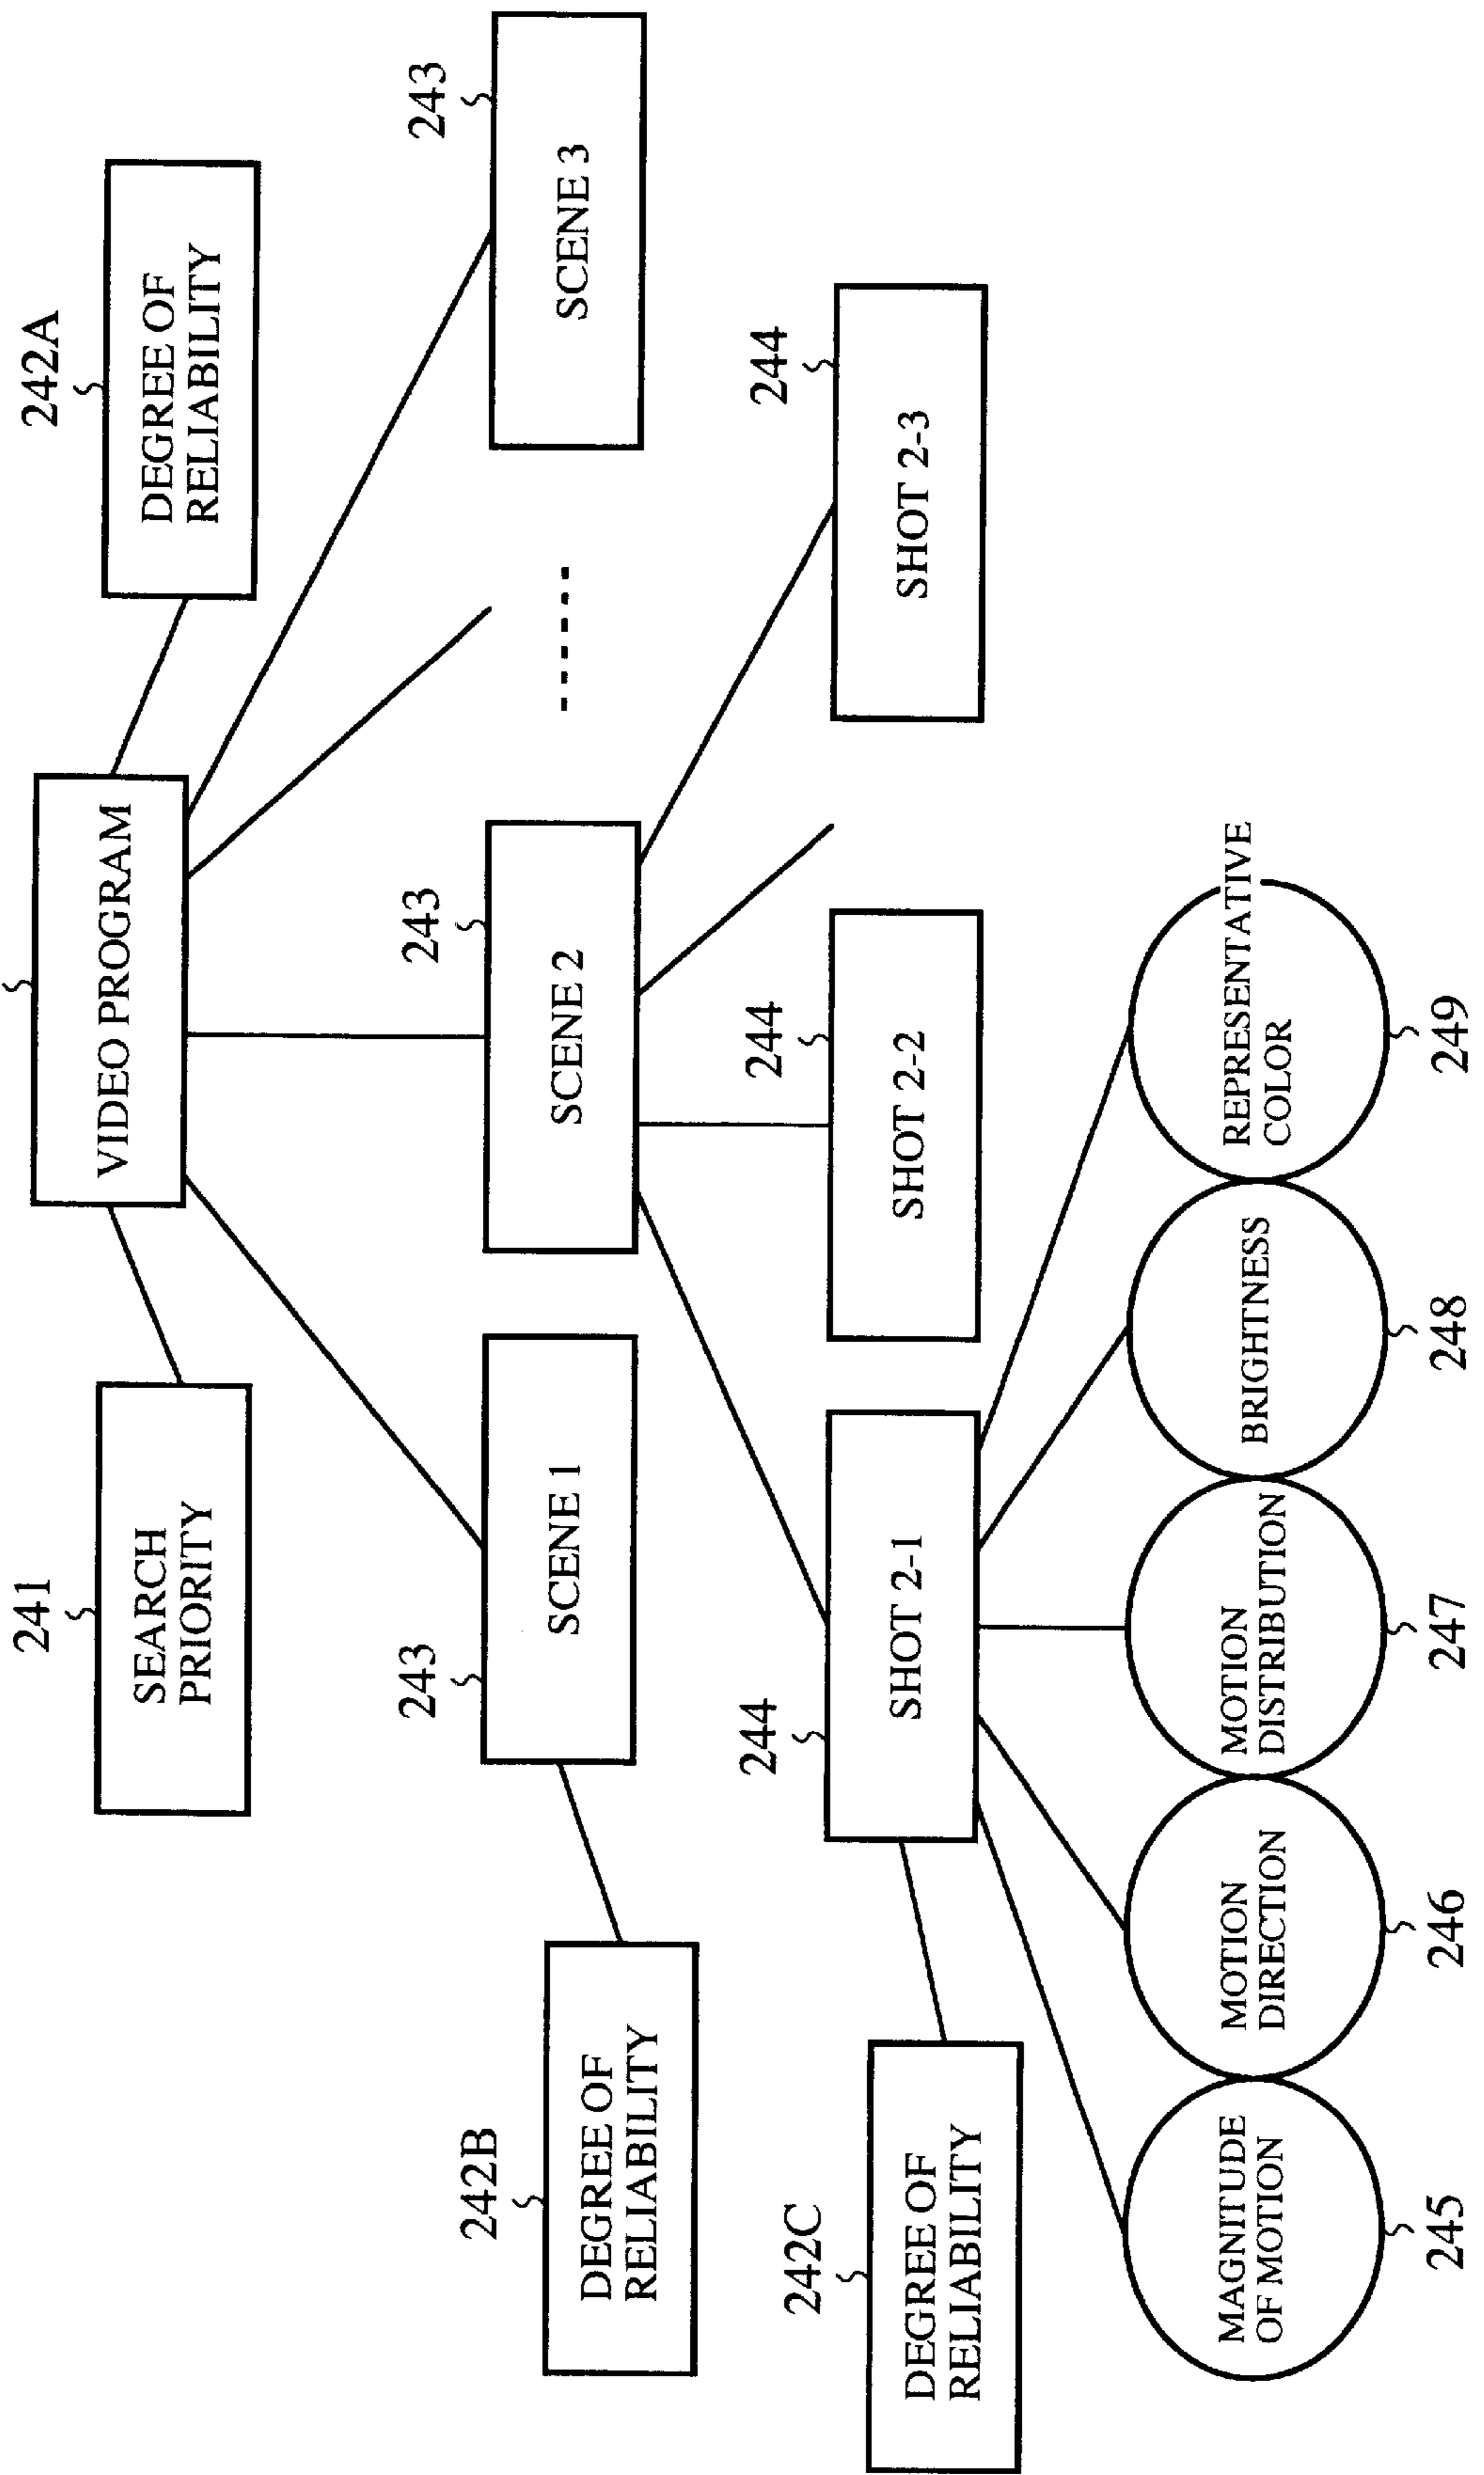 VIDEO PROGRAM
241
SEARCH
PRIORITY
242A
DEGREE OF
RELIABILITY
243
SCENE 1
243
SCENE 2
------
243
SCENE 3
242B
DEGREE OF
RELIABILITY
244
SHOT 2-1
244
SHOT 2-2
244
SHOT 2-3
242C
DEGREE OF
RELIABILITY
MAGNITUDE
OF MOTION
MOTION
DIRECTION
MOTION
DISTRIBUTION
BRIGHTNESS
REPRESENTATIVE
COLOR
245
246
247
248
249